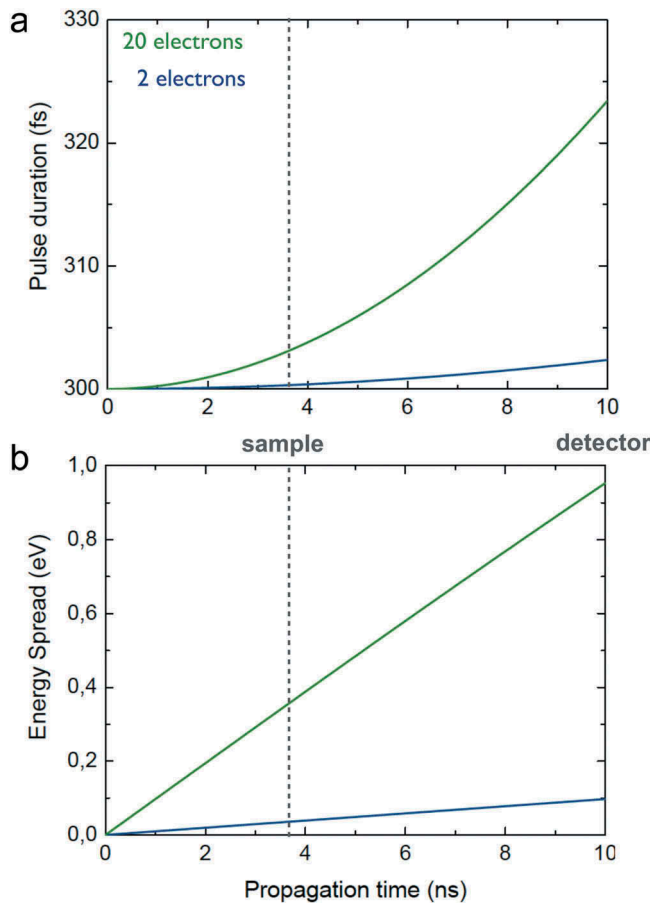 a
20 electrons
2 electrons
Pulse duration (fs)
330
320
310
300
0 2 4 6 8 10
sample detector
b
Energy Spread (eV)
1,0
0,8
0,6
0,4
0,2
0,0
0 2 4 6 8 10
Propagation time (ns)